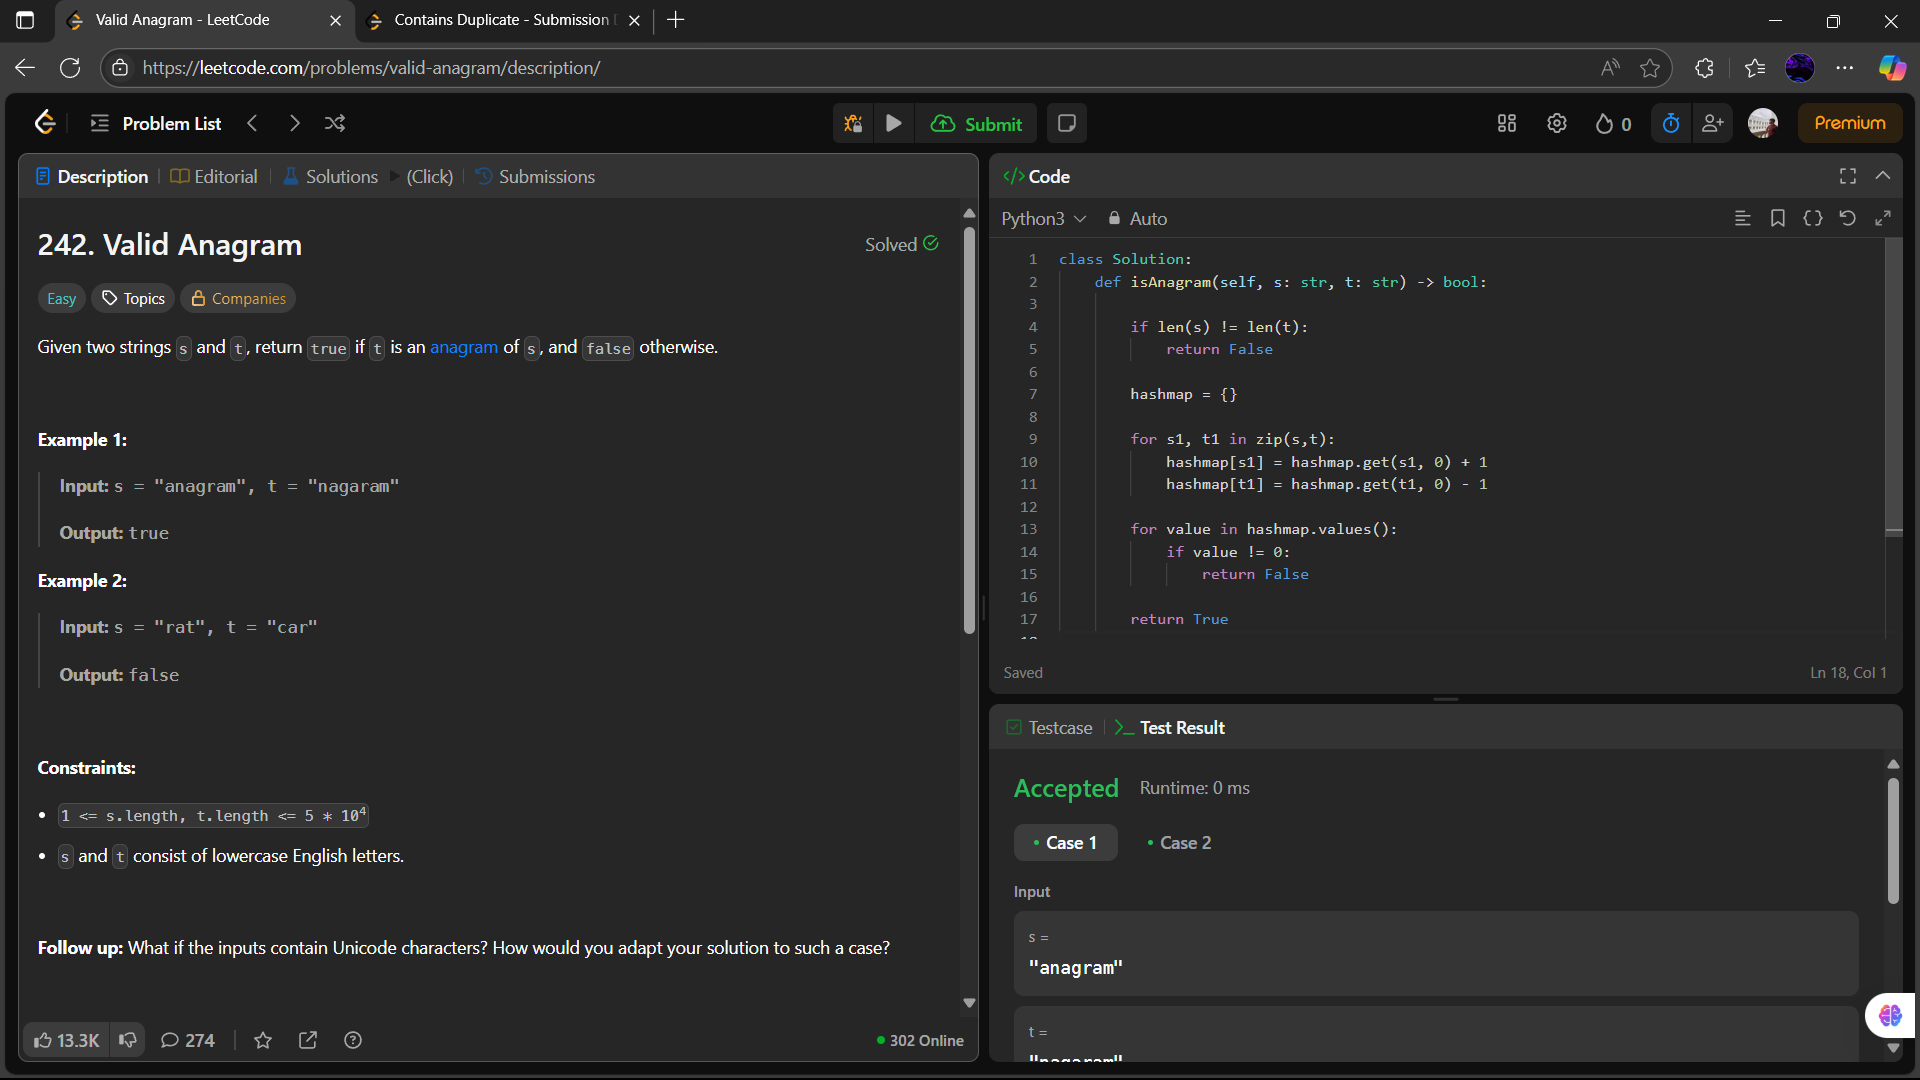 Valid Anagram - LeetCode
Contains Duplicate - Submission
https://leetcode.com/problems/valid-anagram/description/
Problem List
Submit
0
Premium
Description
Editorial
Solutions
(Click)
Submissions
242. Valid Anagram
Solved
Easy
Topics
Companies
Given two strings s and t, return true if t is an anagram of s, and false otherwise.
Example 1:
Input: s = "anagram", t = "nagaram"
Output: true
Example 2:
Input: s = "rat", t = "car"
Output: false
Constraints:
• 1 <= s.length, t.length <= 5 * 10⁴
• s and t consist of lowercase English letters.
Follow up: What if the inputs contain Unicode characters? How would you adapt your solution to such a case?
13.3K
274
302 Online
</> Code
Python3
Auto
1 class Solution:
2     def isAnagram(self, s: str, t: str) -> bool:
3
4         if len(s) != len(t):
5             return False
6
7         hashmap = {}
8
9         for s1, t1 in zip(s,t):
10             hashmap[s1] = hashmap.get(s1, 0) + 1
11             hashmap[t1] = hashmap.get(t1, 0) - 1
12
13         for value in hashmap.values():
14             if value != 0:
15                 return False
16
17         return True
Saved
Ln 18, Col 1
Testcase
>_ Test Result
Accepted
Runtime: 0 ms
• Case 1
• Case 2
Input
s =
"anagram"
t =
"nagaram"